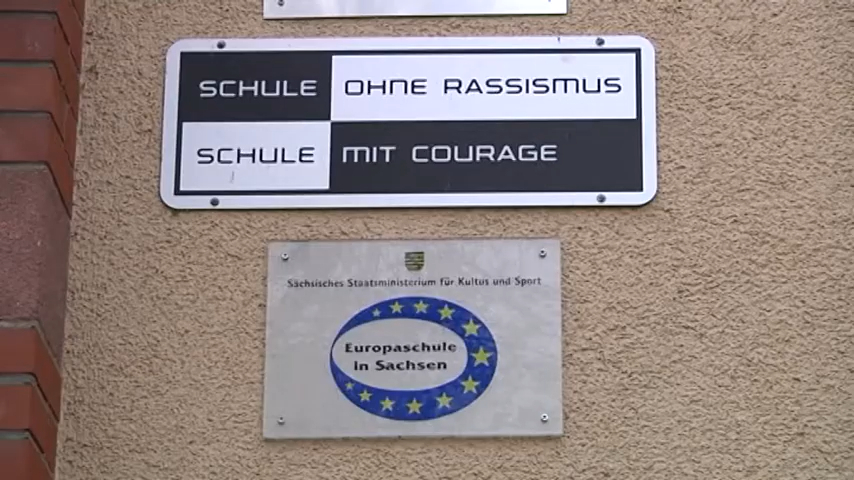 SCHULE OHNE RASSISMUS
SCHULE MIT COURAGE
Sächsisches Staatsministerium für Kultus und Sport
Europaschule
in Sachsen